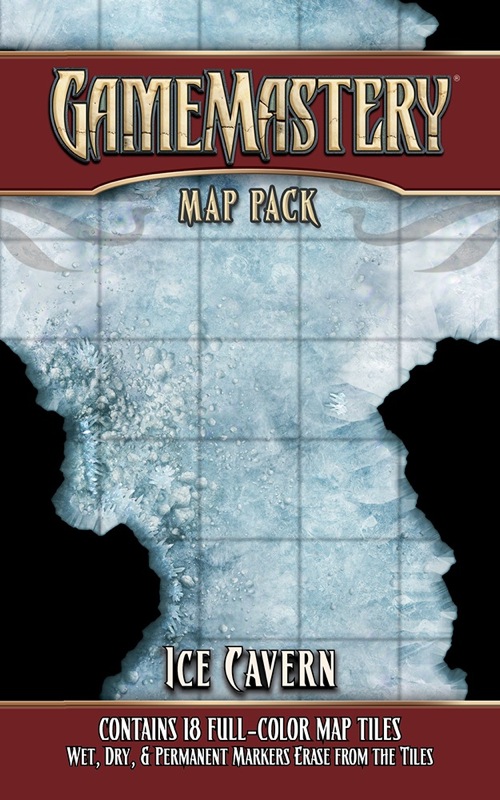 GAMEMASTERY®
MAP PACK
ICE CAVERN
CONTAINS 18 FULL-COLOR MAP TILES
WET, DRY, & PERMANENT MARKERS ERASE FROM THE TILES